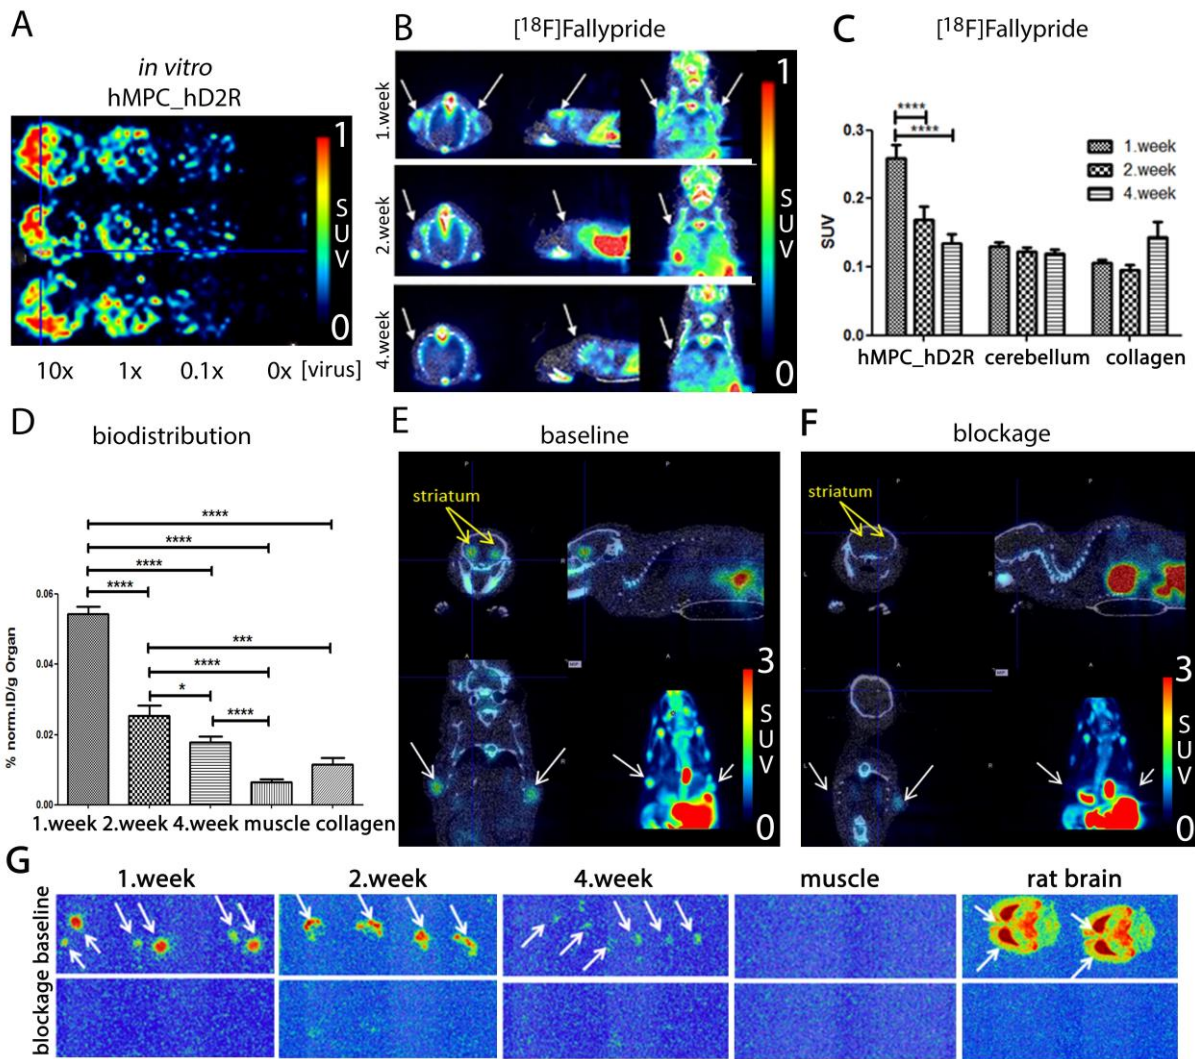 A
in vitro
hMPC_hD2R
1
S
U
V
0
10x 1x 0.1x 0x [virus]
B
[18F]Fallypride
1.week
2.week
4.week
1
S
U
V
0
C
[18F]Fallypride
****
****
1.week
2.week
4.week
SUV
0.3
0.2
0.1
0.0
hMPC_hD2R cerebellum collagen
D
biodistribution
****
****
****
****
***
****
*
****
% norm.ID/g Organ
0.06
0.04
0.02
0.00
1.week 2.week 4.week muscle collagen
E
baseline
P
P
striatum
R
A
A
MIP
R
3
S
U
V
0
F
blockage
P
P
striatum
L
R
A
A
MIP
L
R
3
S
U
V
0
G
1.week 2.week 4.week muscle rat brain
blockage baseline